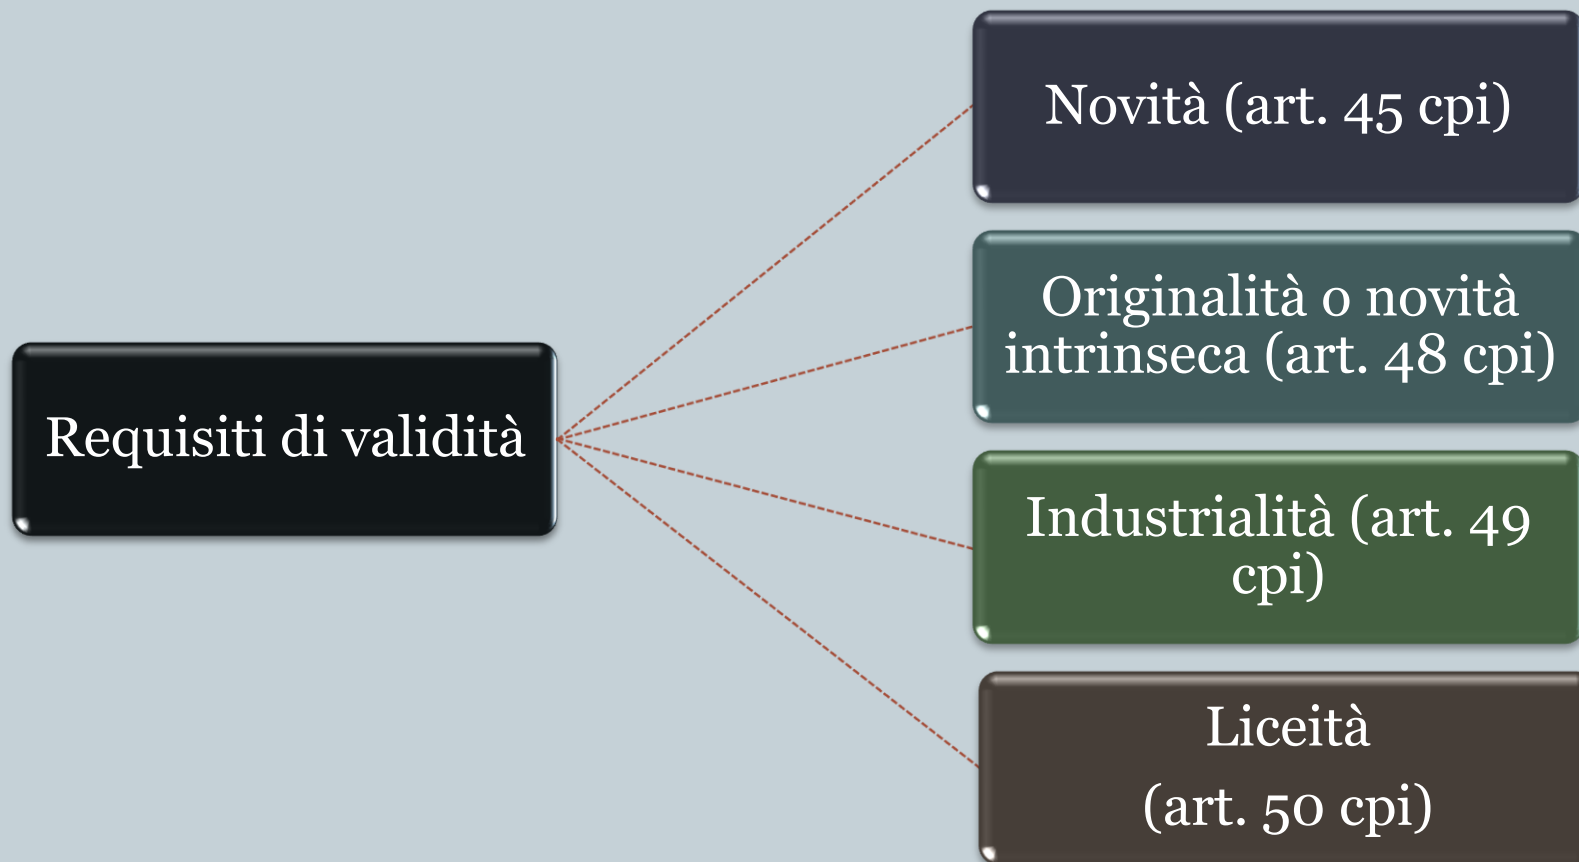 Novità (art. 45 cpi)
Originalità o novità
intrinseca (art. 48 cpi)
Requisiti di validità
Industrialità (art. 49
cpi)
Liceità
(art. 50 cpi)